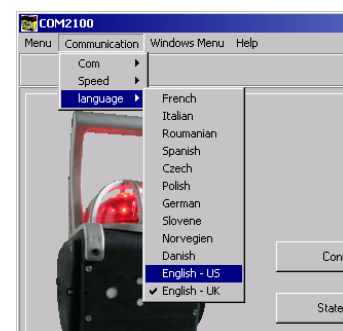 COM2100
Menu Communication Windows Menu Help
Com
Speed
language
French
Italian
Roumanian
Spanish
Czech
Polish
German
Slovene
Norvegien
Danish
English - US
English - UK
Con
State